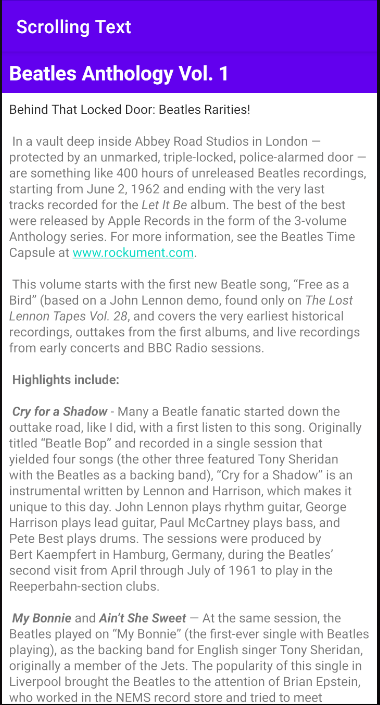 Scrolling Text
Beatles Anthology Vol. 1
Behind That Locked Door: Beatles Rarities!
In a vault deep inside Abbey Road Studios in London —
protected by an unmarked, triple-locked, police-alarmed door —
are something like 400 hours of unreleased Beatles recordings,
starting from June 2, 1962 and ending with the very last
tracks recorded for the Let It Be album. The best of the best
were released by Apple Records in the form of the 3-volume
Anthology series. For more information, see the Beatles Time
Capsule at www.rockument.com.
This volume starts with the first new Beatle song, “Free as a
Bird” (based on a John Lennon demo, found only on The Lost
Lennon Tapes Vol. 28, and covers the very earliest historical
recordings, outtakes from the first albums, and live recordings
from early concerts and BBC Radio sessions.
Highlights include:
Cry for a Shadow - Many a Beatle fanatic started down the
outtake road, like I did, with a first listen to this song. Originally
titled “Beatle Bop” and recorded in a single session that
yielded four songs (the other three featured Tony Sheridan
with the Beatles as a backing band), “Cry for a Shadow” is an
instrumental written by Lennon and Harrison, which makes it
unique to this day. John Lennon plays rhythm guitar, George
Harrison plays lead guitar, Paul McCartney plays bass, and
Pete Best plays drums. The sessions were produced by
Bert Kaempfert in Hamburg, Germany, during the Beatles’
second visit from April through July of 1961 to play in the
Reeperbahn-section clubs.
My Bonnie and Ain’t She Sweet — At the same session, the
Beatles played on “My Bonnie” (the first-ever single with Beatles
playing), as the backing band for English singer Tony Sheridan,
originally a member of the Jets. The popularity of this single in
Liverpool brought the Beatles to the attention of Brian Epstein,
who worked in the NEMS record store and tried to meet